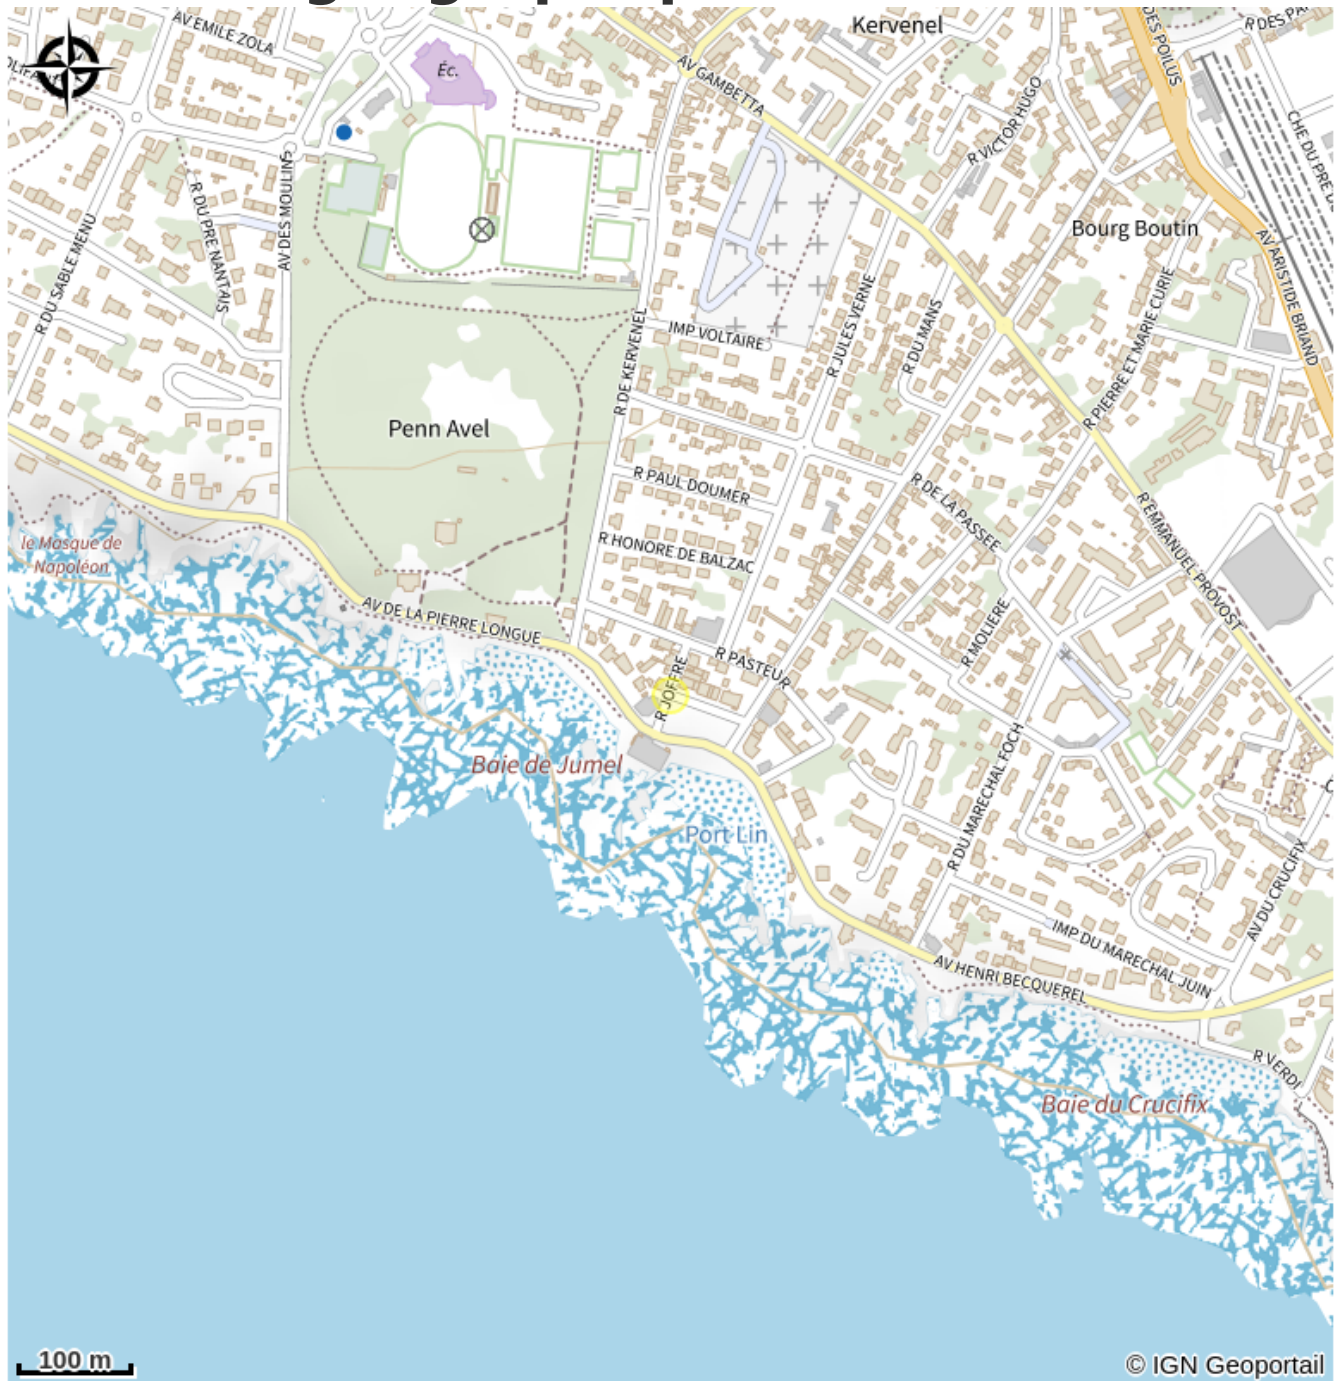 Kervenel
AV EMILE ZOLA
Éc.
AV GAMBETTA
DES POILUS
R DES PA
R VICTOR HUGO
CHE DU PRE D
AV DES MOULINS
R DU PRE NANTAIS
R DU SABLE MENU
Bourg Boutin
AV ARISTIDE BRIAND
R PIERRE ET MARIE CURIE
R JULES VERNE
R DU MANS
IMP VOLTAIRE
R DE KERVENEL
Penn Avel
R PAUL DOUMER
R DE LA PASSEE
R EMMANUEL PROVOST
R HONORE DE BALZAC
le Masque de
Napoléon
AV DE LA PIERRE LONGUE
R MOLIERE
R PASTEUR
R JOFFRE
Baie de Jumel
Port Lin
R DU MARECHAL FOCH
AV DU CRUCIFIX
IMP DU MARECHAL JUIN
AV HENRI BECQUEREL
R VERDI
Baie du Crucifix
100 m
© IGN Geoportail